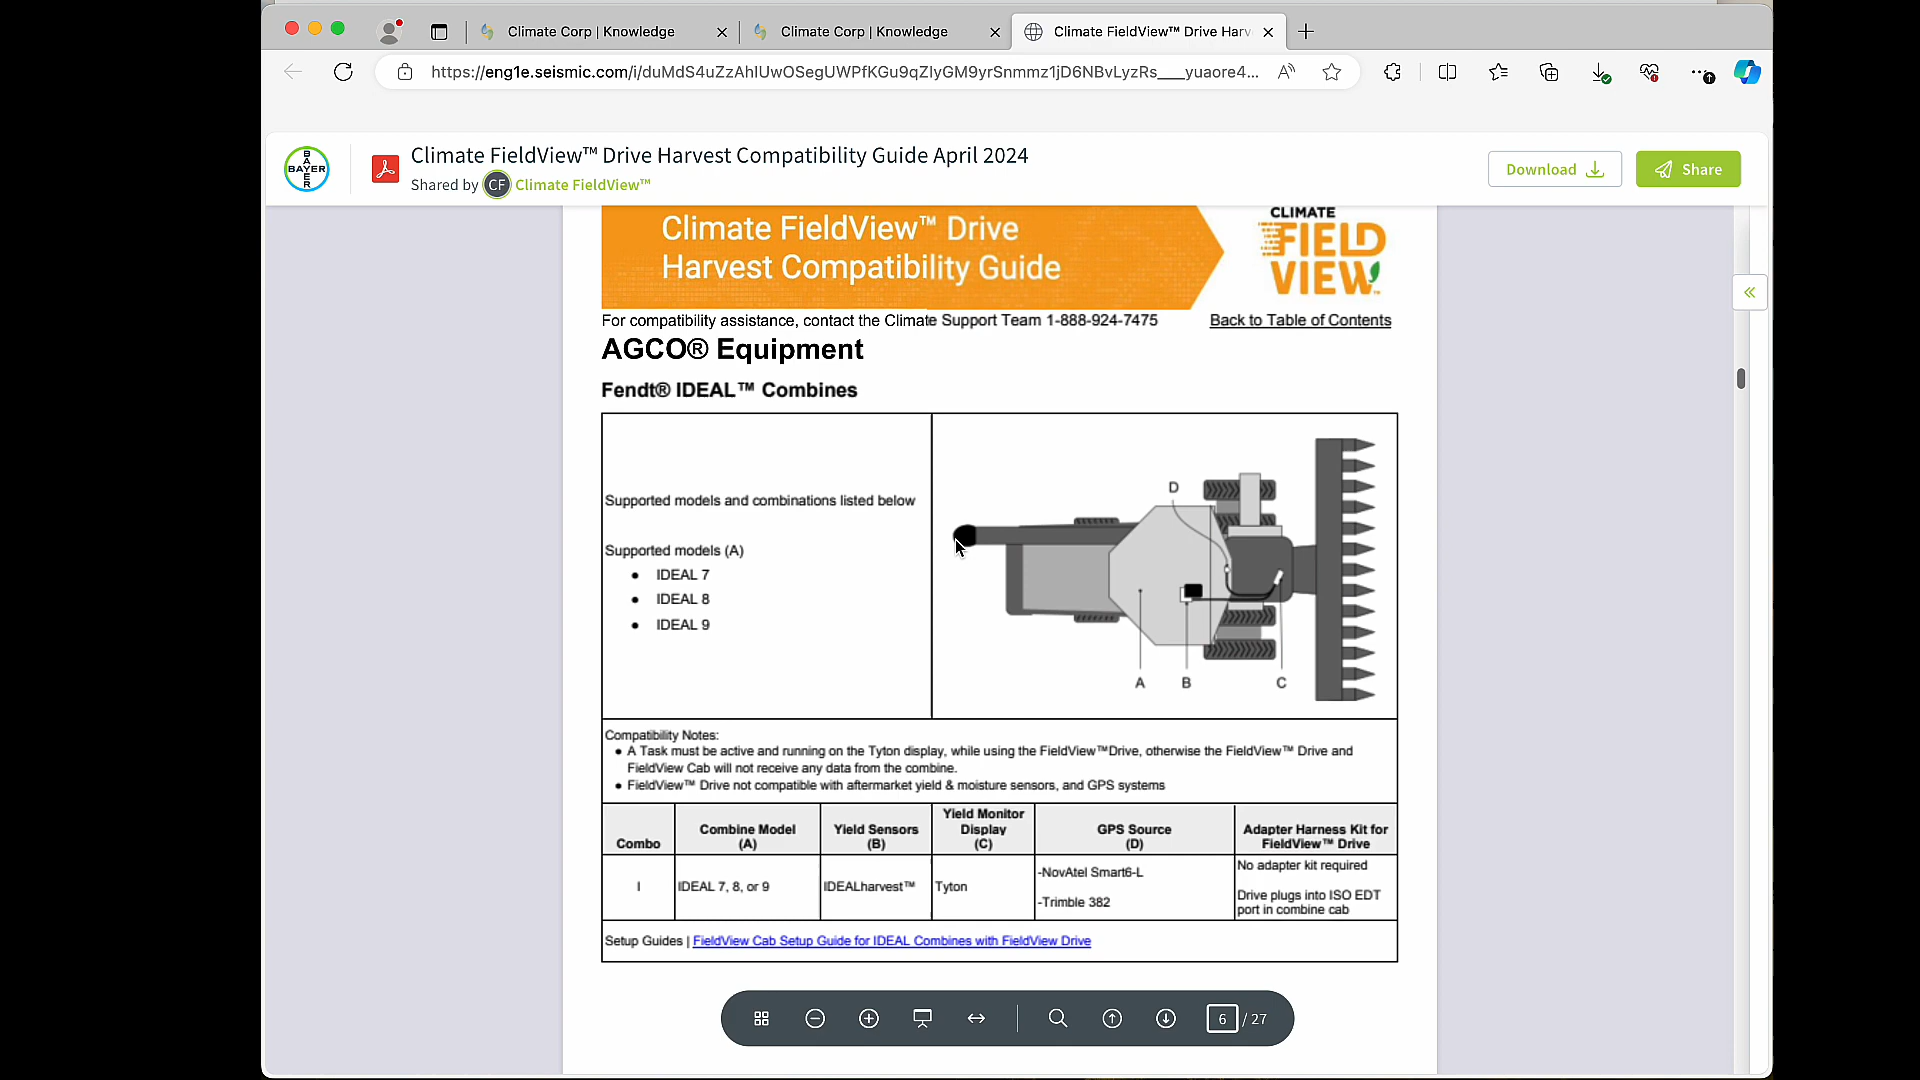 Climate Corp | Knowledge
Climate Corp | Knowledge
Climate FieldView™ Drive Harv
https://eng1e.seismic.com/i/duMdS4uZzAhIUwOSegUWPfKGu9qZIyGM9yrSnmmz1jD6NBvLyzRs___yuaore4...
BAYER
BAYER
Climate FieldView™ Drive Harvest Compatibility Guide April 2024
Shared by CF Climate FieldView™
Download
Share
Climate FieldView™ Drive
Harvest Compatibility Guide
CLIMATE
FIELD
VIEW™
For compatibility assistance, contact the Climate Support Team 1-888-924-7475
Back to Table of Contents
AGCO® Equipment
Fendt® IDEAL™ Combines
Supported models and combinations listed below
Supported models (A)
• IDEAL 7
• IDEAL 8
• IDEAL 9
D
A B C
Compatibility Notes:
• A Task must be active and running on the Tyton display, while using the FieldView™Drive, otherwise the FieldView™ Drive and
FieldView Cab will not receive any data from the combine.
• FieldView™ Drive not compatible with aftermarket yield & moisture sensors, and GPS systems
Combo
Combine Model
(A)
Yield Sensors
(B)
Yield Monitor
Display
(C)
GPS Source
(D)
Adapter Harness Kit for
FieldView™ Drive
I
IDEAL 7, 8, or 9
IDEALharvest™
Tyton
-NovAtel Smart6-L
-Trimble 382
No adapter kit required
Drive plugs into ISO EDT
port in combine cab
Setup Guides | FieldView Cab Setup Guide for IDEAL Combines with FieldView Drive
6 / 27